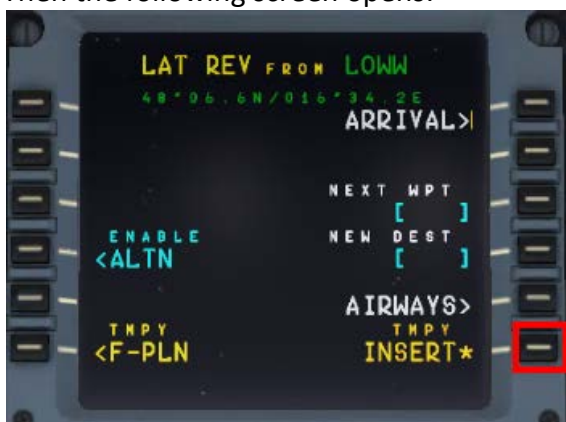 Then the following screen opens:
LAT REV FROM LOWW
48°06.6N/016°34.2E
ARRIVAL>
NEXT WPT
[ ]
ENABLE NEW DEST
<ALTN [ ]
AIRWAYS>
TMPY TMPY
<F-PLN INSERT*